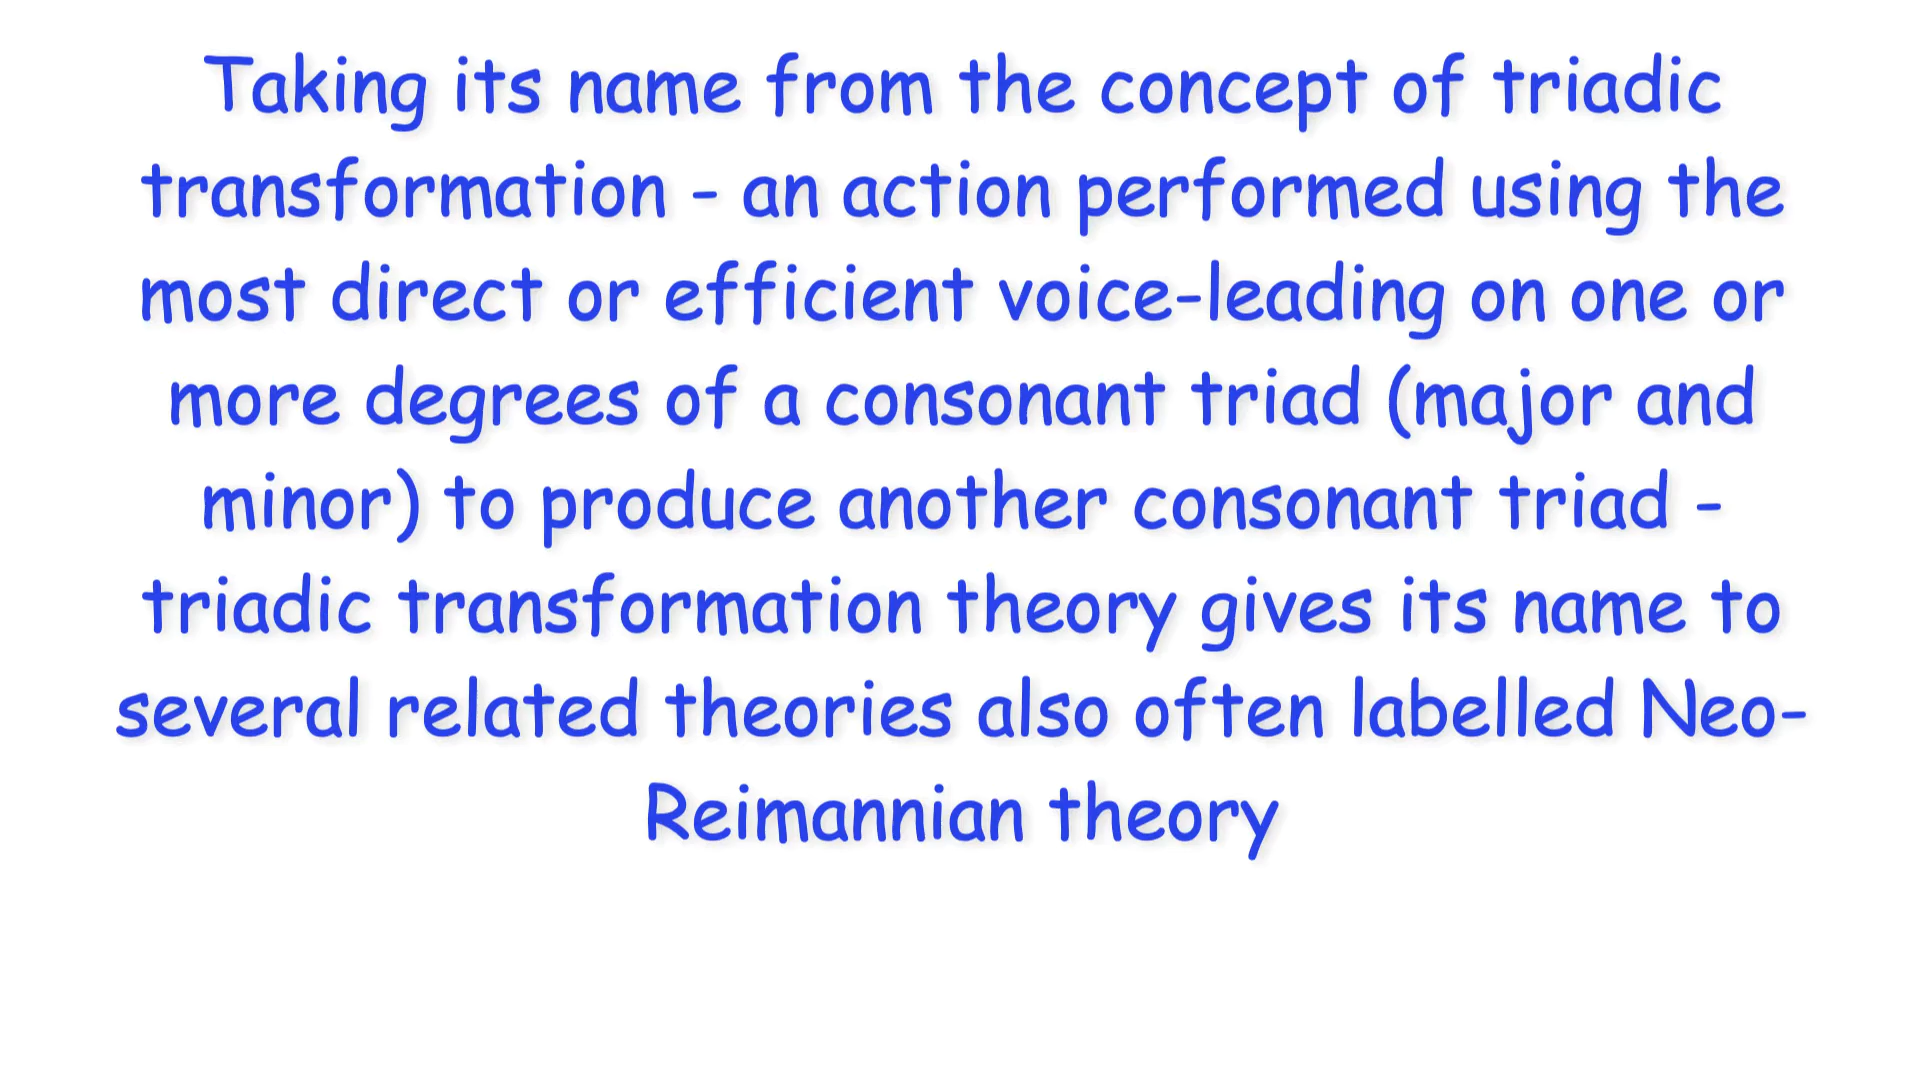 Taking its name from the concept of triadic
transformation - an action performed using the
most direct or efficient voice-leading on one or
more degrees of a consonant triad (major and
minor) to produce another consonant triad -
triadic transformation theory gives its name to
several related theories also often labelled Neo-
Reimannian theory